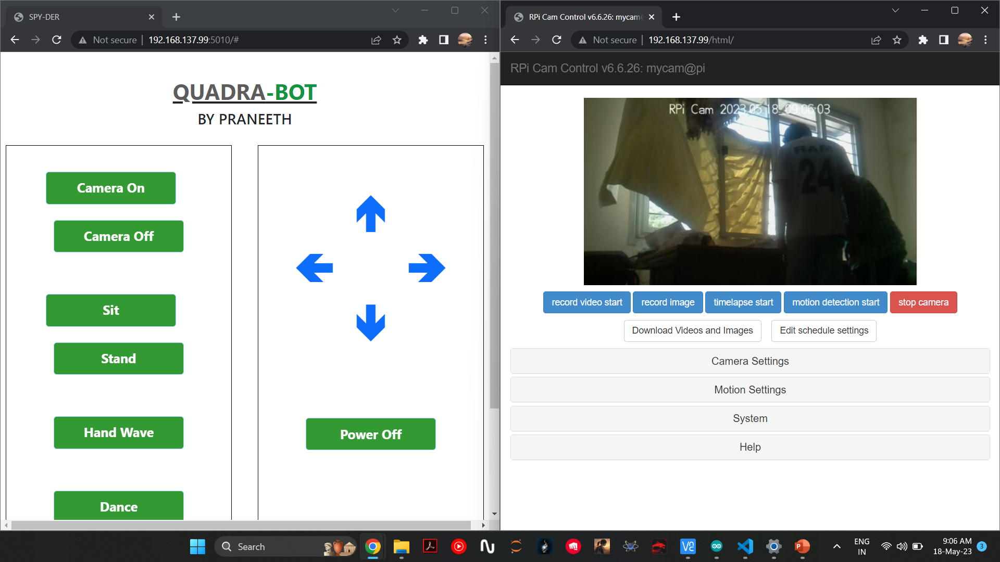 SPY-DER
Not secure
192.168.137.99:5010/#
QUADRA-BOT
BY PRANEETH
Camera On
Camera Off
Sit
Stand
Hand Wave
Dance
Power Off
RPi Cam Control v6.6.26: mycam@
Not secure
192.168.137.99/html/
RPi Cam Control v6.6.26: mycam@pi
RPi Cam 2023.05.18_09:06:03
RAM
24
record video start
record image
timelapse start
motion detection start
stop camera
Download Videos and Images
Edit schedule settings
Camera Settings
Motion Settings
System
Help
Search
ENG
IN
9:06 AM
18-May-23
3